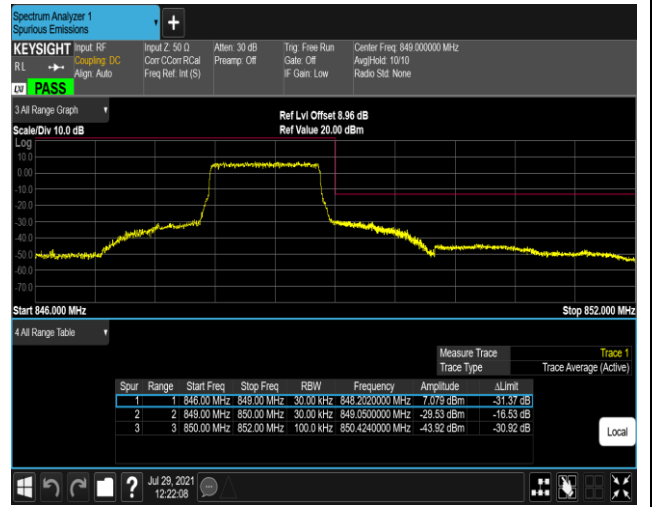 Spectrum Analyzer 1
Spurious Emissions
KEYSIGHT Input: RF Input Z: 50 Ω Atten: 30 dB Trig: Free Run Center Freq: 849.000000 MHz
RL Coupling: DC Corr CCorr RCal Preamp: Off Gate: Off Avg|Hold: 10/10
Align: Auto Freq Ref: Int (S) IF Gain: Low Radio Std: None
LXI PASS
3 All Range Graph
Ref Lvl Offset 8.96 dB
Scale/Div 10.0 dB Ref Value 20.00 dBm
Log
10.0
0.00
-10.0
-20.0
-30.0
-40.0
-50.0
-60.0
-70.0
Start 846.000 MHz Stop 852.000 MHz
4 All Range Table
Measure Trace Trace 1
Trace Type Trace Average (Active)
Spur Range Start Freq Stop Freq RBW Frequency Amplitude ΔLimit
1 1 846.00 MHz 849.00 MHz 30.00 kHz 848.2020000 MHz 7.079 dBm -31.37 dB
2 2 849.00 MHz 850.00 MHz 30.00 kHz 849.0500000 MHz -29.53 dBm -16.53 dB
3 3 850.00 MHz 852.00 MHz 100.0 kHz 850.4240000 MHz -43.92 dBm -30.92 dB
Local
? Jul 29, 2021
12:22:08